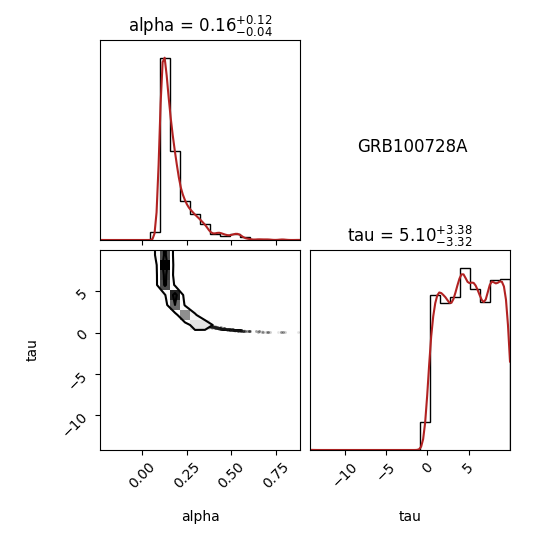 alpha = 0.16+0.12−0.04
GRB100728A
tau = 5.10+3.38−3.32
5
0
−5
−10
tau
0.00 0.25 0.50 0.75
alpha
−10 −5 0 5
tau